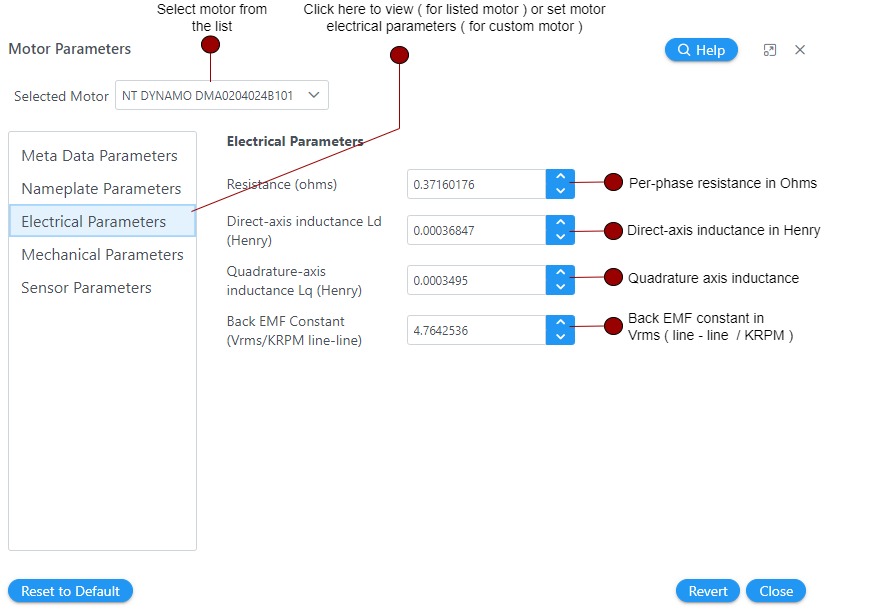 Select motor from
the list
Click here to view ( for listed motor ) or set motor
electrical parameters ( for custom motor )
Motor Parameters
Help
Selected Motor
NT DYNAMO DMA0204024B101
Meta Data Parameters
Nameplate Parameters
Electrical Parameters
Mechanical Parameters
Sensor Parameters
Electrical Parameters
Resistance (ohms)
0.37160176
Per-phase resistance in Ohms
Direct-axis inductance Ld
(Henry)
0.00036847
Direct-axis inductance in Henry
Quadrature-axis
inductance Lq (Henry)
0.0003495
Quadrature axis inductance
Back EMF Constant
(Vrms/KRPM line-line)
4.7642536
Back EMF constant in
Vrms ( line - line / KRPM )
Reset to Default
Revert
Close